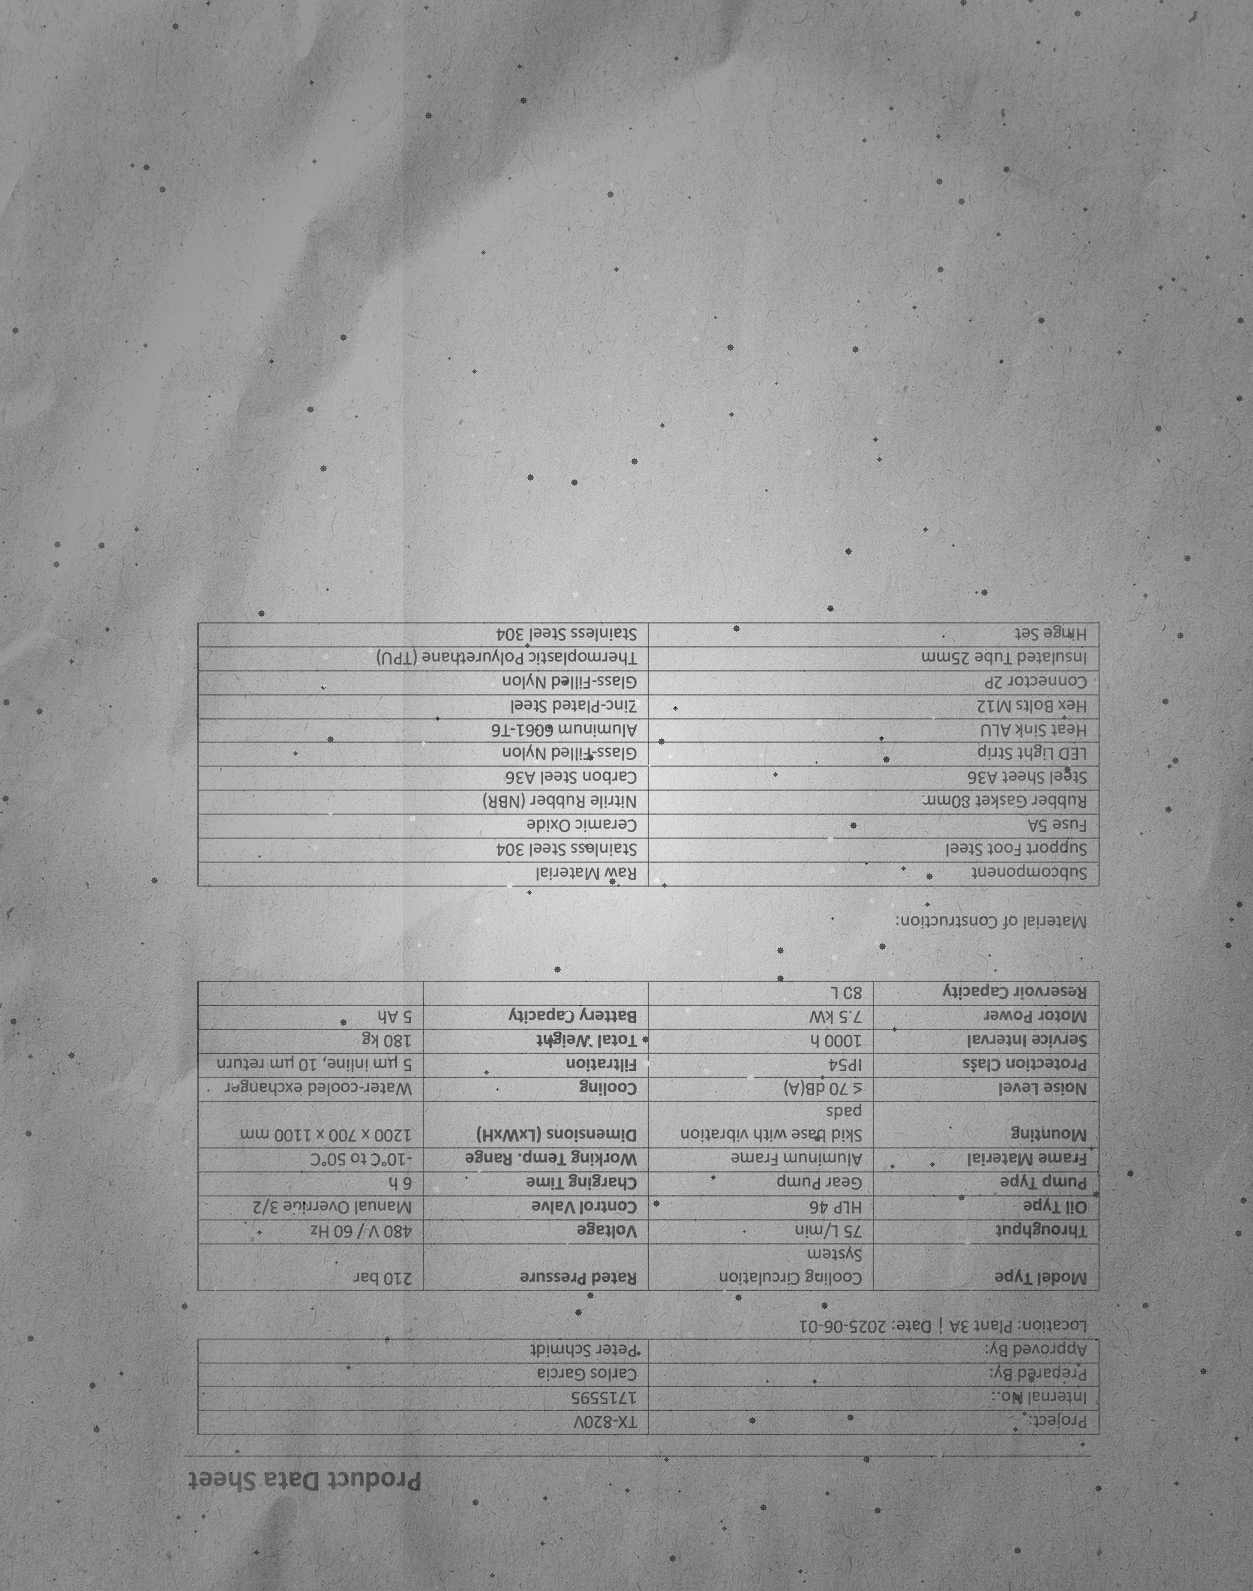 Product Data Sheet
Project: TX-820V
Internal No.: 1715595
Prepared By: Carlos Garcia
Approved By: Peter Schmidt
Location: Plant 3A | Date: 2025-06-01
Model Type Cooling Circulation Rated Pressure 210 bar
System
Throughput 75 L/min Voltage 480 V / 60 Hz
Oil Type HLP 46 Control Valve Manual Override 3/2
Pump Type Gear Pump Charging Time 6 h
Frame Material Aluminum Frame Working Temp. Range -10°C to 50°C
Mounting Skid base with vibration Dimensions (LxWxH) 1200 x 700 x 1100 mm
pads
Noise Level ≤ 70 dB(A) Cooling Water-cooled exchanger
Protection Class IP54 Filtration 5 µm inline, 10 µm return
Service Interval 1000 h Total Weight 180 kg
Motor Power 7.5 kW Battery Capacity 5 Ah
Reservoir Capacity 80 L
Material of Construction:
Subcomponent Raw Material
Support Foot Steel Stainless Steel 304
Fuse 5A Ceramic Oxide
Rubber Gasket 80mm Nitrile Rubber (NBR)
Steel Sheet A36 Carbon Steel A36
LED Light Strip Glass-Filled Nylon
Heat Sink ALU Aluminum 6061-T6
Hex Bolts M12 Zinc-Plated Steel
Connector 2P Glass-Filled Nylon
Insulated Tube 25mm Thermoplastic Polyurethane (TPU)
Hinge Set Stainless Steel 304